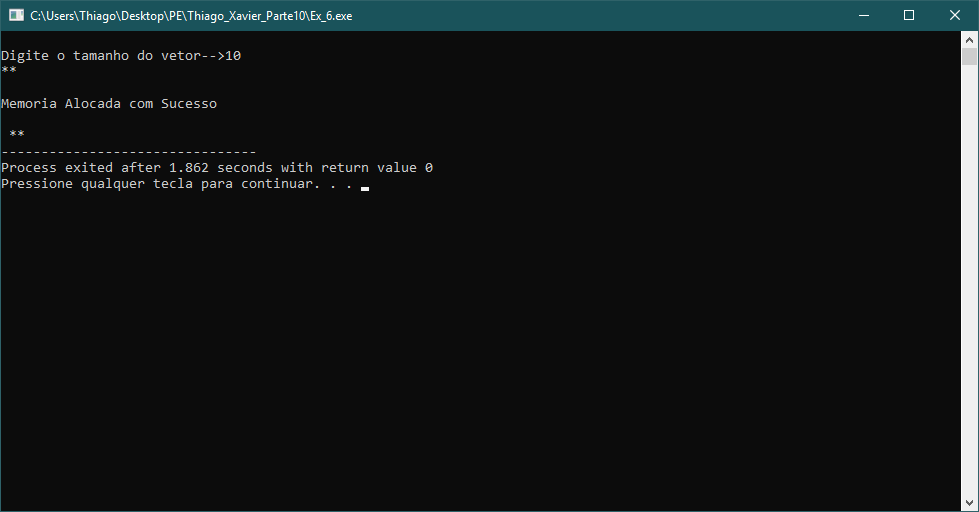 C:\Users\Thiago\Desktop\PE\Thiago_Xavier_Parte10\Ex_6.exe
Digite o tamanho do vetor-->10
**
Memoria Alocada com Sucesso
**
--------------------------------
Process exited after 1.862 seconds with return value 0
Pressione qualquer tecla para continuar. . .